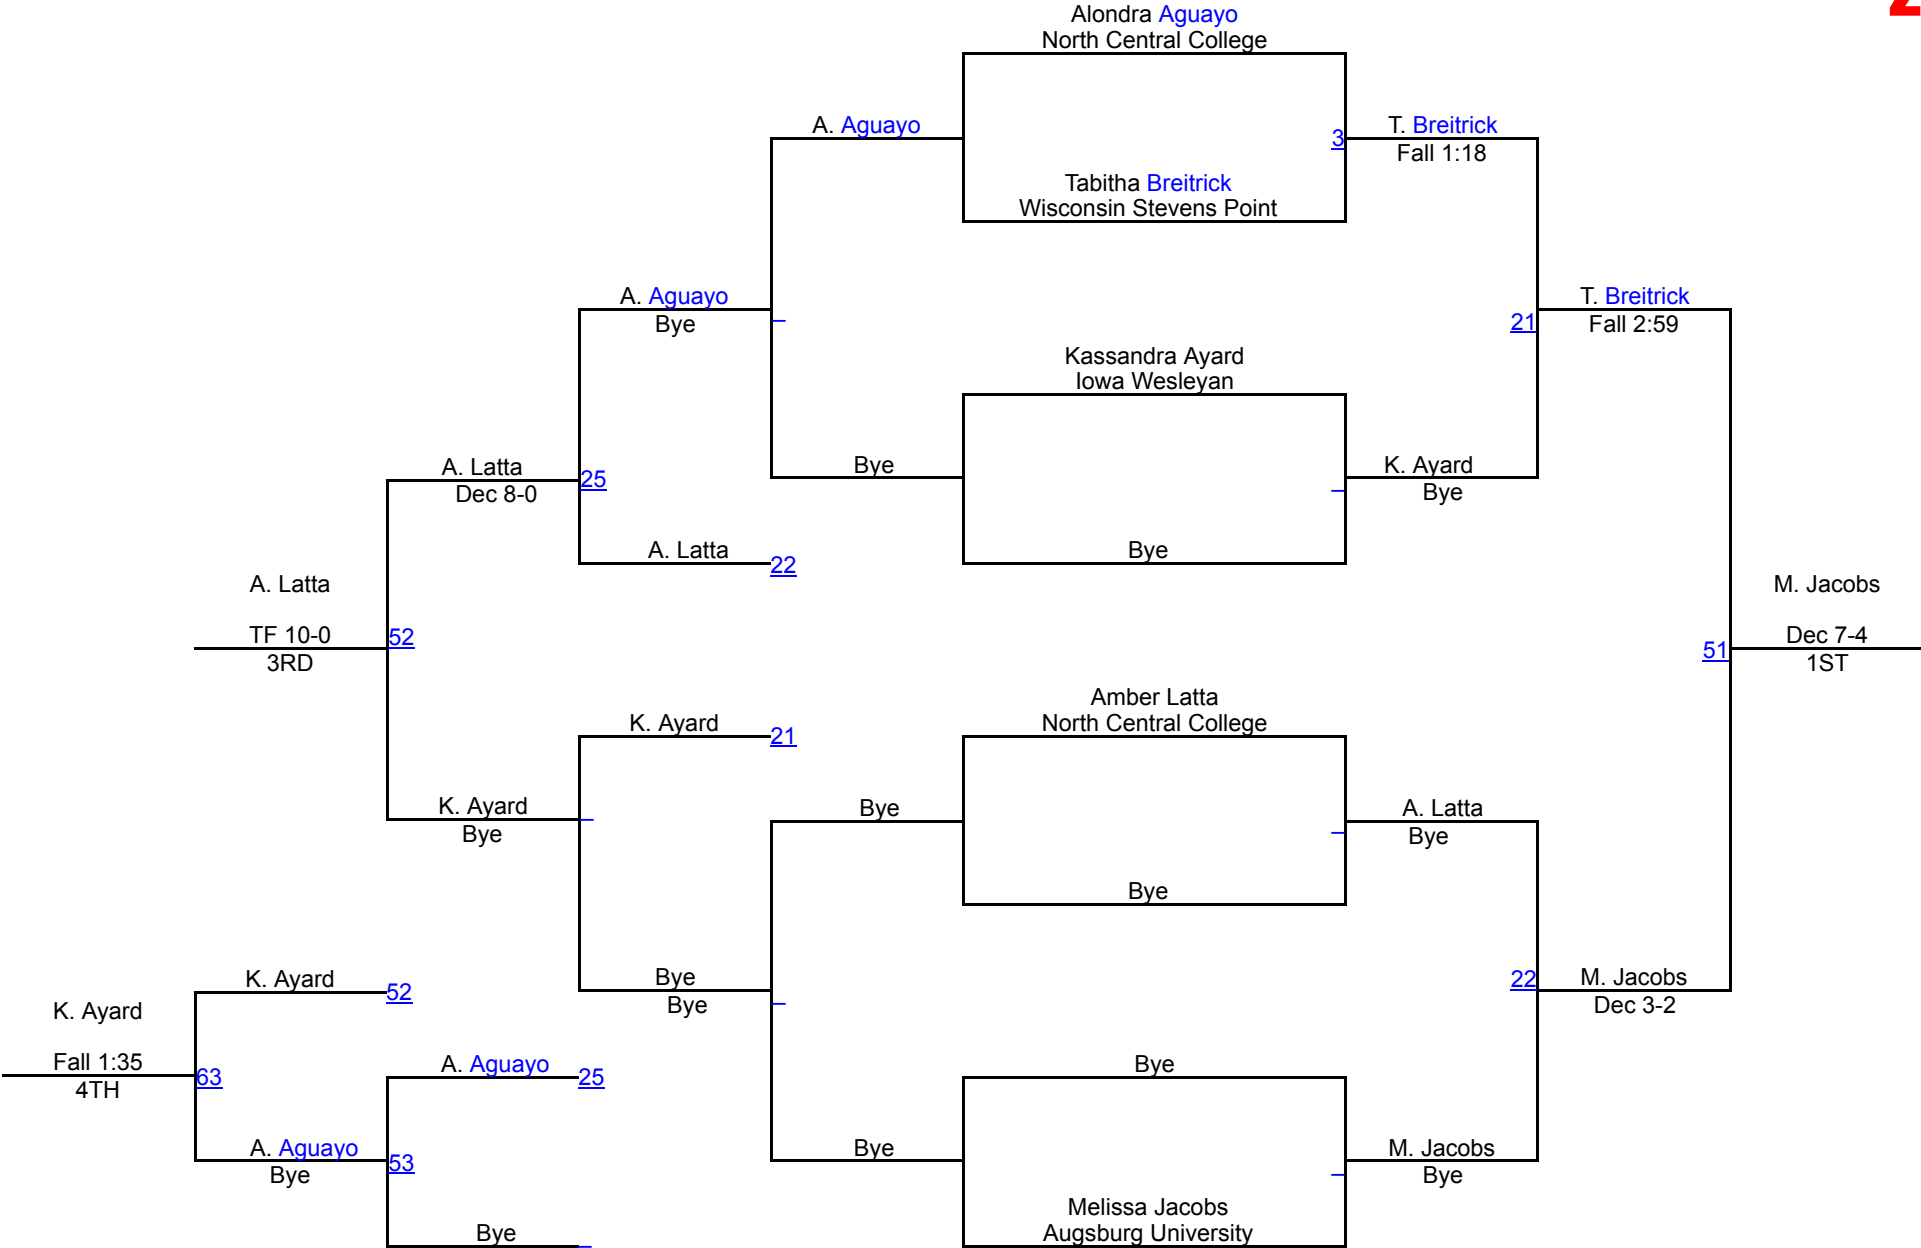 Alondra Aguayo
North Central College
A. Aguayo
3
T. Breitrick
Fall 1:18
Tabitha Breitrick
Wisconsin Stevens Point
A. Aguayo
Bye
21
T. Breitrick
Fall 2:59
Kassandra Ayard
Iowa Wesleyan
A. Latta
Dec 8-0
25
Bye
K. Ayard
Bye
A. Latta
22
Bye
A. Latta
TF 10-0
3RD
52
51
M. Jacobs
Dec 7-4
1ST
K. Ayard
21
Amber Latta
North Central College
K. Ayard
Bye
Bye
A. Latta
Bye
Bye
K. Ayard
52
Bye
Bye
22
M. Jacobs
Dec 3-2
K. Ayard
Fall 1:35
4TH
63
A. Aguayo
25
Bye
A. Aguayo
Bye
53
Bye
M. Jacobs
Bye
Bye
Melissa Jacobs
Augsburg University